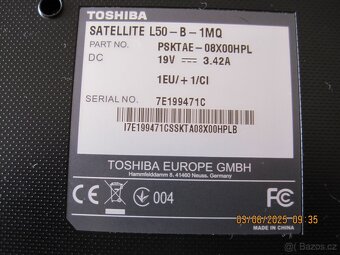 TOSHIBA
SATELLITE L50-B-1MQ
PART NO. PSKTAE-08X00HPL
DC 19V 3.42A
1EU/+ 1/CI
SERIAL NO. 7E199471C
I7E199471CSSKTA08X00HPLB
TOSHIBA EUROPE GMBH
Hammfelddamm 8, 41460 Neuss, Germany
CE 004 FC
MADE IN CHINA
03/08/2025 09:35
Bazoš.cz